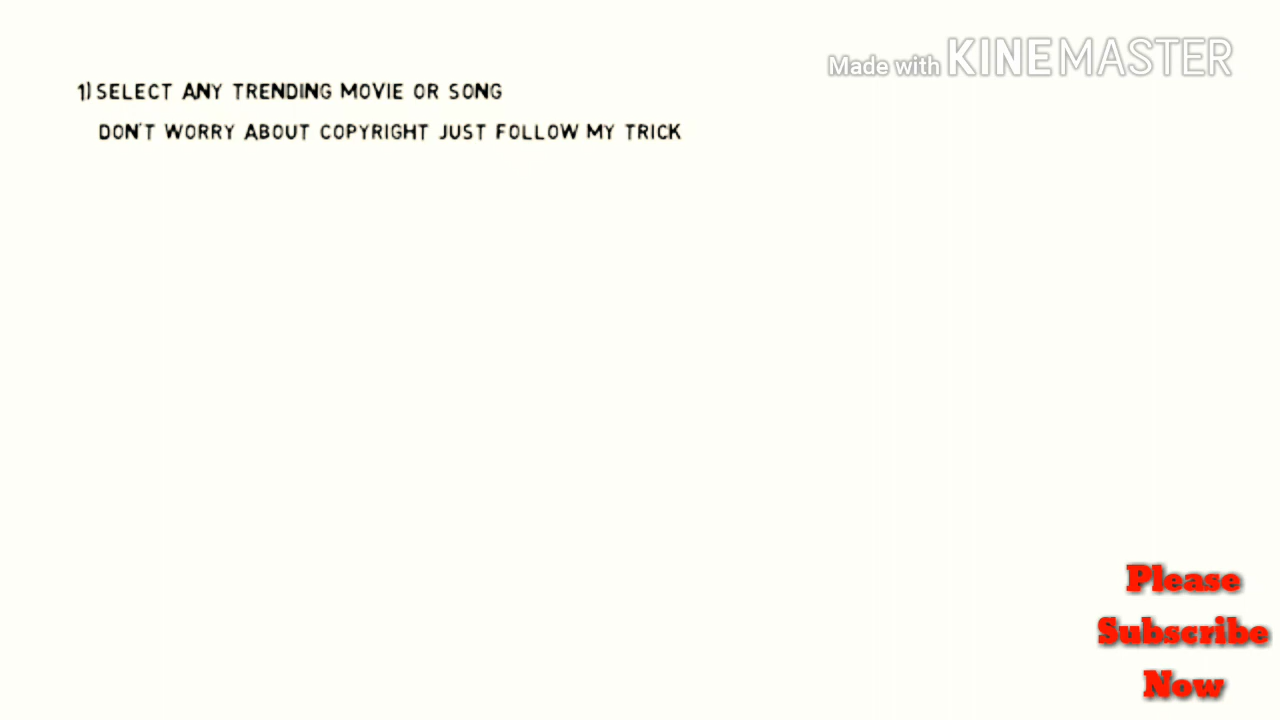 Made with KINEMASTER
1) SELECT ANY TRENDING MOVIE OR SONG
DON'T WORRY ABOUT COPYRIGHT JUST FOLLOW MY TRICK
Please
Subscribe
Now